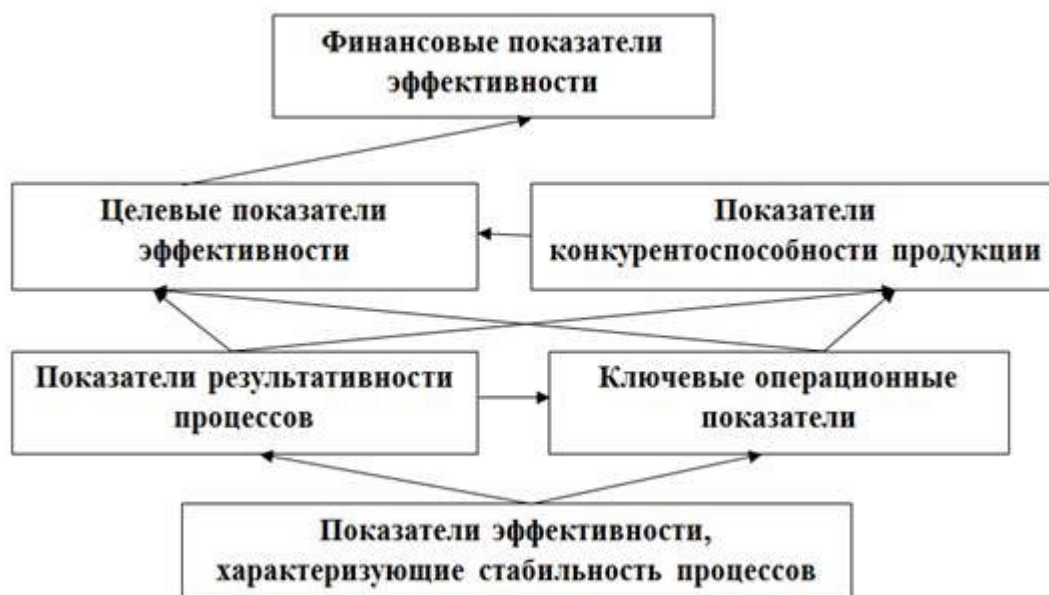 Финансовые показатели
эффективности
Целевые показатели
эффективности
Показатели
конкурентоспособности продукции
Показатели результативности
процессов
Ключевые операционные
показатели
Показатели эффективности,
характеризующие стабильность процессов